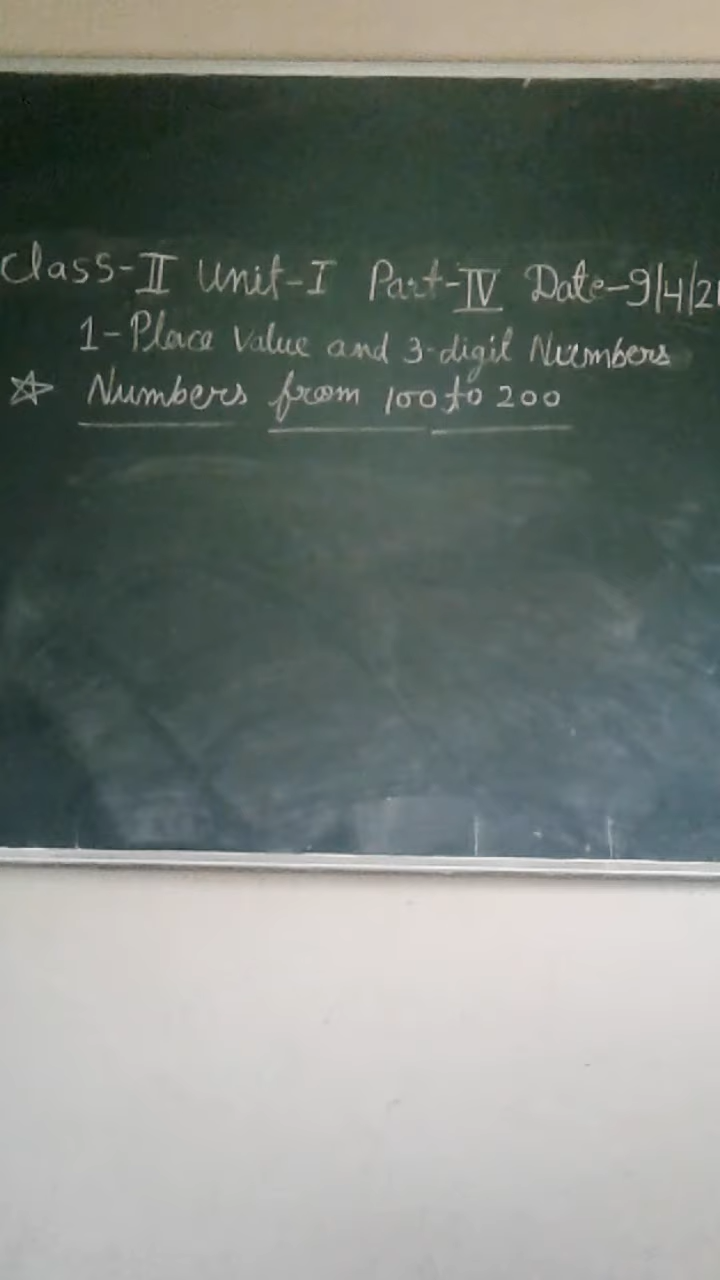 Class-II Unit-I Part-IV Date-9/4/21
1-Place Value and 3-digit Numbers
☆ Numbers from 100 to 200